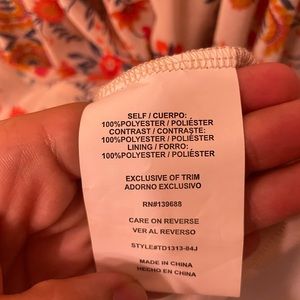 SELF / CUERPO:
100%POLYESTER / POLIÉSTER
CONTRAST / CONTRASTE:
100%POLYESTER / POLIÉSTER
LINING / FORRO:
100%POLYESTER / POLIÉSTER
EXCLUSIVE OF TRIM
ADORNO EXCLUSIVO
RN#139688
CARE ON REVERSE
VER AL REVERSO
STYLE#TD1313-84J
MADE IN CHINA
HECHO EN CHINA